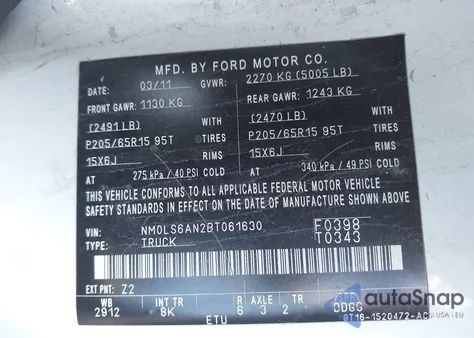 MFD. BY FORD MOTOR CO.
DATE: 03/11 GVWR: 2270 KG (5005 LB)
FRONT GAWR: 1130 KG REAR GAWR: 1243 KG
(2491 LB) WITH (2470 LB) WITH
P205/65R15 95T TIRES P205/65R15 95T TIRES
15X6J RIMS 15X6J RIMS
AT 275 kPa / 40 PSI COLD AT 340 kPa / 49 PSI COLD
THIS VEHICLE CONFORMS TO ALL APPLICABLE FEDERAL MOTOR VEHICLE
SAFETY STANDARDS IN EFFECT ON THE DATE OF MANUFACTURE SHOWN ABOVE.
VIN: NM0LS6AN2BT061630 F0398
TYPE: TRUCK T0343
EXT PNT: Z2
WB INT TR R AXLE TR
2912 8K 6 3 2 DDGG
ETU 9T16-1520472-AC
autoSnap